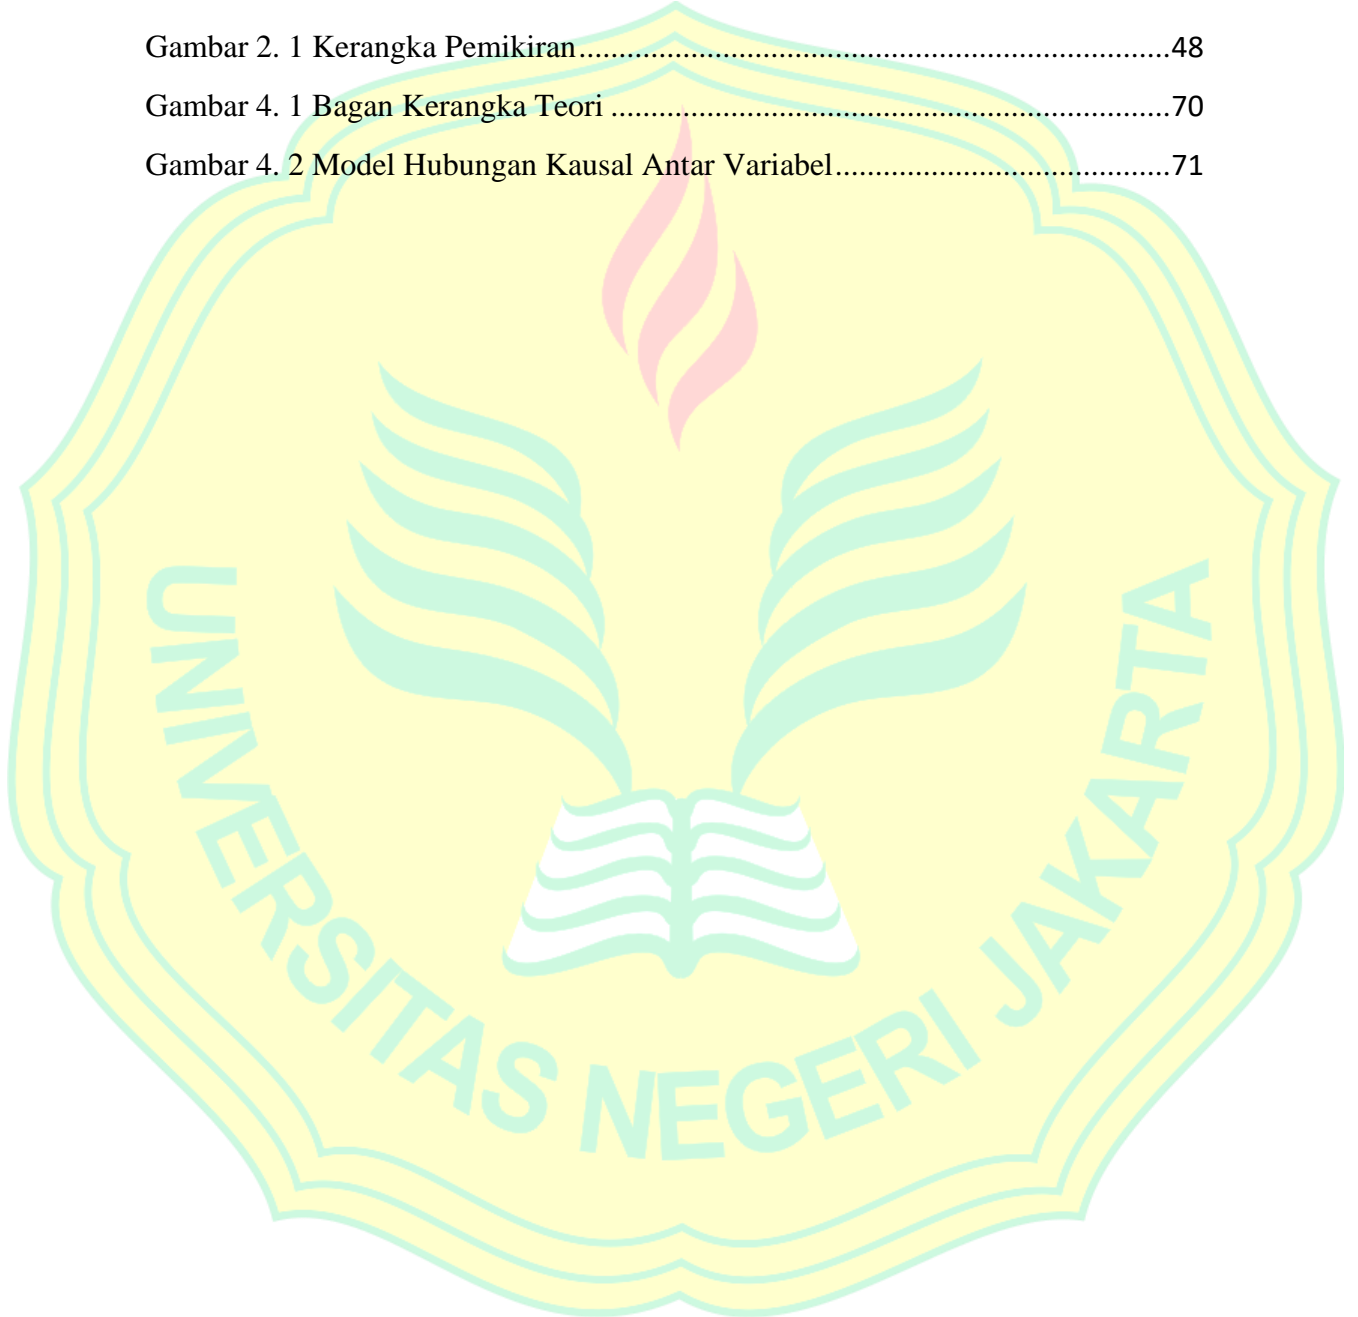 Gambar 2. 1 Kerangka Pemikiran..........................................................................48
Gambar 4. 1 Bagan Kerangka Teori ......................................................................70
Gambar 4. 2 Model Hubungan Kausal Antar Variabel..........................................71
UNIVERSITAS NEGERI JAKARTA